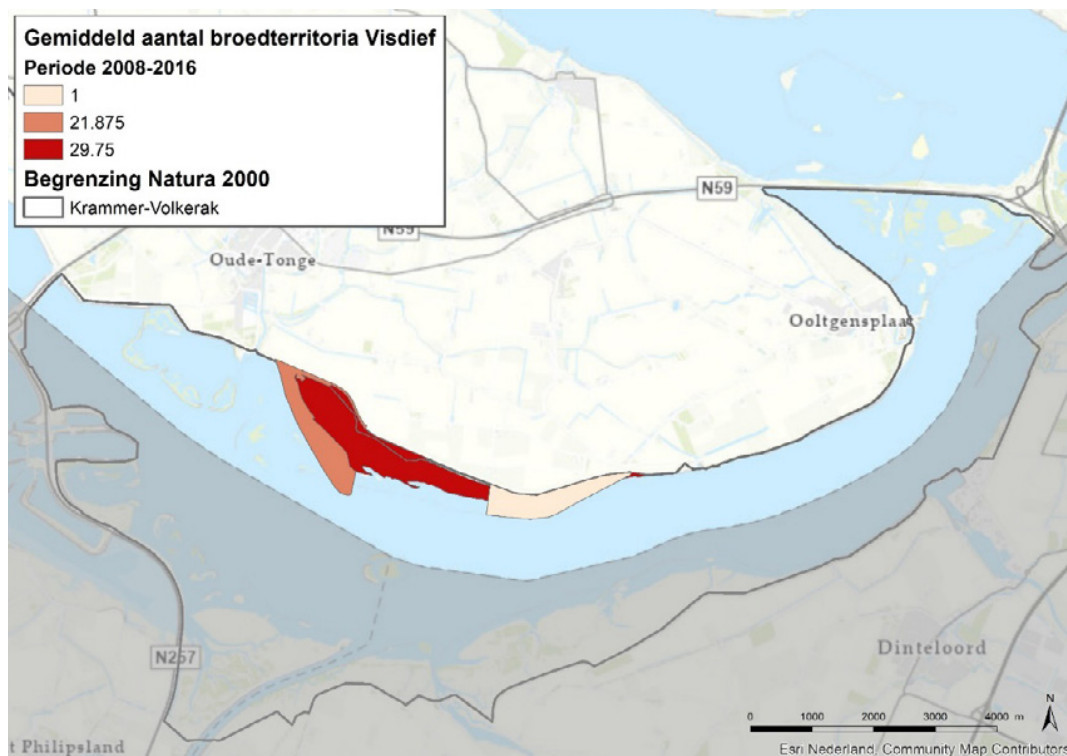 Gemiddeld aantal broedterritoria Visdief
Periode 2008-2016
1
21.875
29.75
Begrenzing Natura 2000
Krammer-Volkerak
N59
N59
Oude-Tonge
Ooltgensplaat
N257
Dinteloord
t Philipsland
N
0 1000 2000 3000 4000 m
Esri Nederland, Community Map Contributors